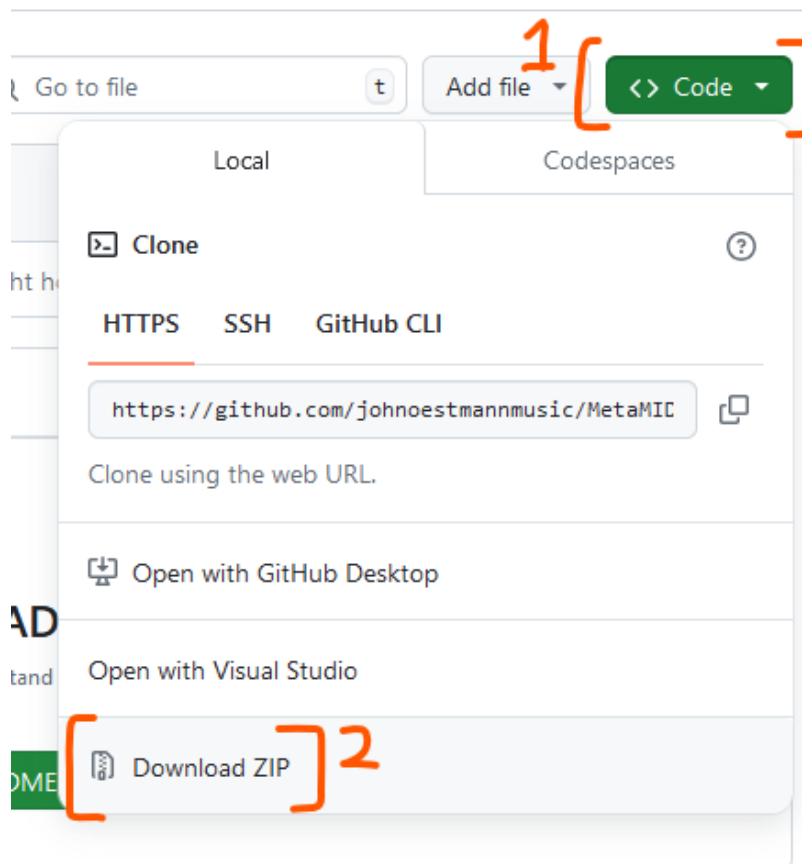 1
Go to file t Add file <> Code
Local Codespaces
Clone
ht
HTTPS SSH GitHub CLI
https://github.com/johnoestmannmusic/MetaMID
Clone using the web URL.
Open with GitHub Desktop
AD
Open with Visual Studio
tand
Download ZIP 2
OME